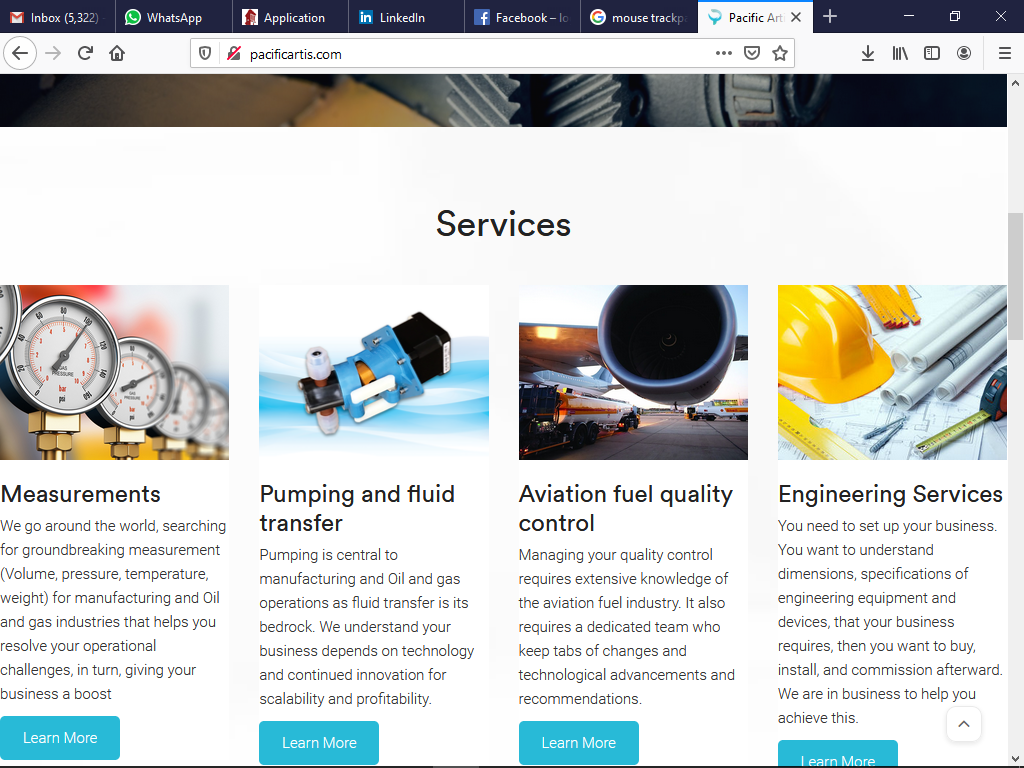 Inbox (5,322)
WhatsApp
Application
LinkedIn
Facebook – lo
mouse trackp
Pacific Arti
pacificartis.com
Services
Measurements
We go around the world, searching
for groundbreaking measurement
(Volume, pressure, temperature,
weight) for manufacturing and Oil
and gas industries that helps you
resolve your operational
challenges, in turn, giving your
business a boost
Learn More
Pumping and fluid
transfer
Pumping is central to
manufacturing and Oil and gas
operations as fluid transfer is its
bedrock. We understand your
business depends on technology
and continued innovation for
scalability and profitability.
Learn More
Aviation fuel quality
control
Managing your quality control
requires extensive knowledge of
the aviation fuel industry. It also
requires a dedicated team who
keep tabs of changes and
technological advancements and
recommendations.
Learn More
Engineering Services
You need to set up your business.
You want to understand
dimensions, specifications of
engineering equipment and
devices, that your business
requires, then you want to buy,
install, and commission afterward.
We are in business to help you
achieve this.
Learn More